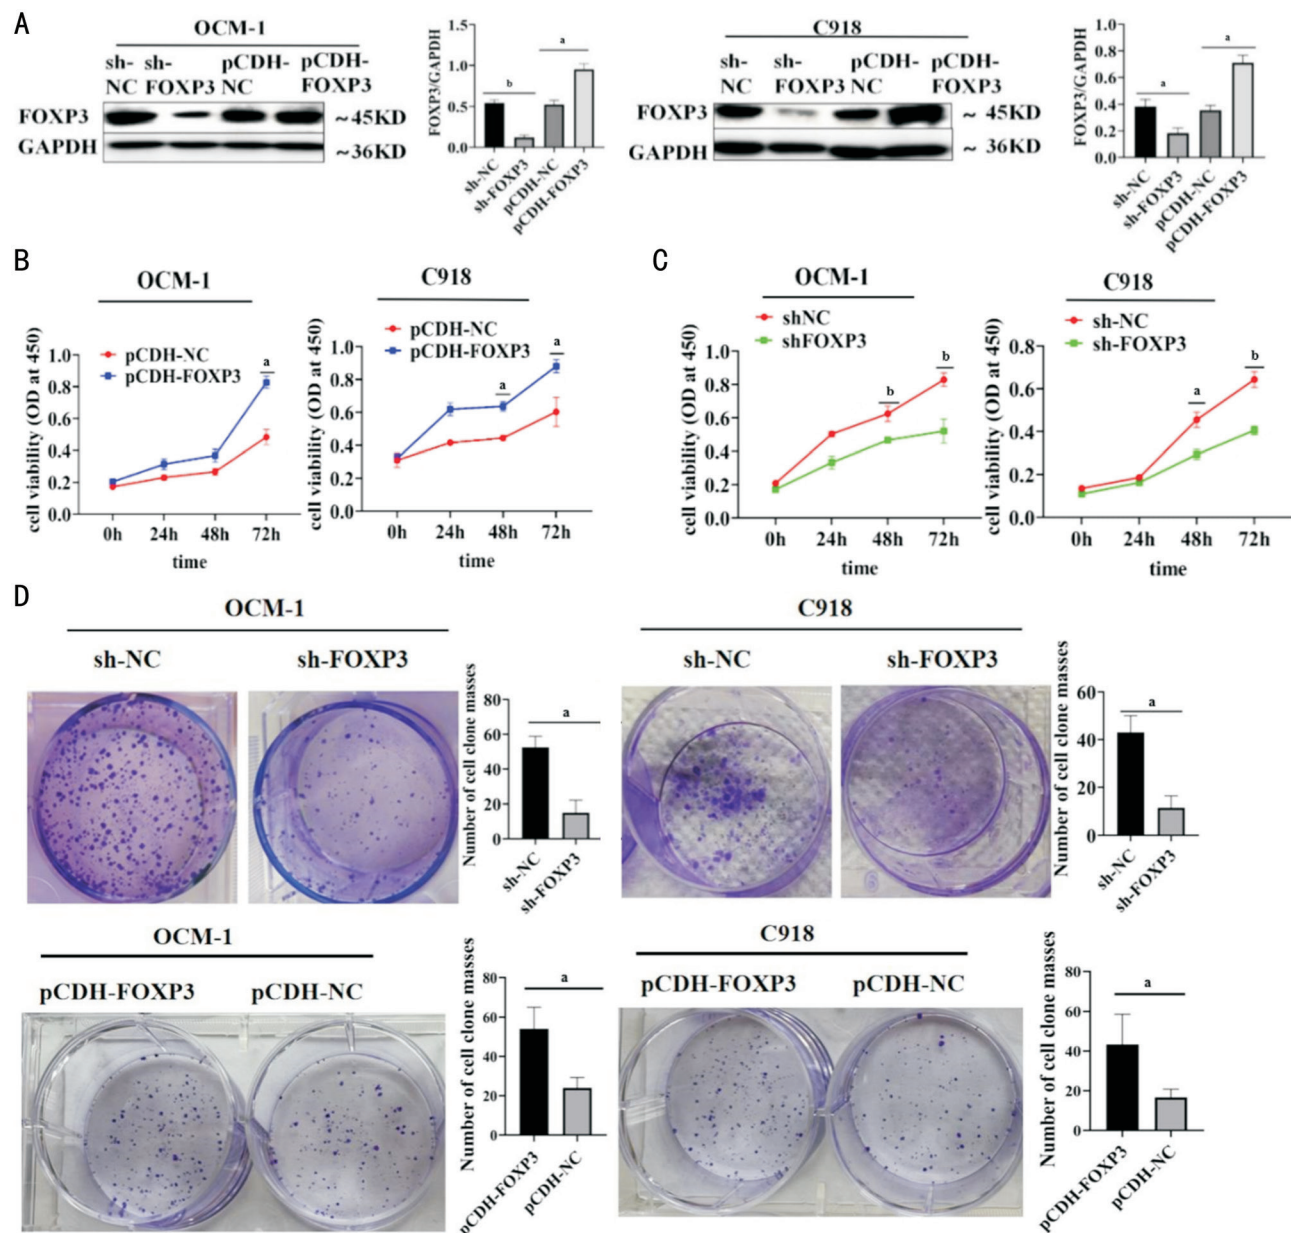 A
OCM-1
sh-
NC
sh-
FOXP3
pCDH-
NC
pCDH-
FOXP3
FOXP3
GAPDH
~45KD
~36KD
FOXP3/GAPDH
1.5
1.0
0.5
0.0
b
a
sh-NC
sh-FOXP3
pCDH-NC
pCDH-FOXP3
C918
sh-
NC
sh-
FOXP3
pCDH-
NC
pCDH-
FOXP3
FOXP3
GAPDH
~ 45KD
~ 36KD
FOXP3/GAPDH
1.0
0.8
0.6
0.4
0.2
0.0
a
a
sh-NC
sh-FOXP3
pCDH-NC
pCDH-FOXP3
B
OCM-1
pCDH-NC
pCDH-FOXP3
cell viability (OD at 450)
1.0
0.8
0.6
0.4
0.2
0.0
a
0h 24h 48h 72h
time
C918
pCDH-NC
pCDH-FOXP3
cell viability (OD at 450)
1.0
0.8
0.6
0.4
0.2
0.0
a
a
0h 24h 48h 72h
time
C
OCM-1
shNC
shFOXP3
cell viability (OD at 450)
1.0
0.8
0.6
0.4
0.2
0.0
b
b
0h 24h 48h 72h
time
C918
sh-NC
sh-FOXP3
cell viability (OD at 450)
0.8
0.6
0.4
0.2
0.0
a
b
0h 24h 48h 72h
time
D
OCM-1
sh-NC
sh-FOXP3
Number of cell clone masses
80
60
40
20
0
a
sh-NC
sh-FOXP3
C918
sh-NC
sh-FOXP3
Number of cell clone masses
60
40
20
0
a
sh-NC
sh-FOXP3
OCM-1
pCDH-FOXP3
pCDH-NC
Number of cell clone masses
80
60
40
20
0
a
pCDH-FOXP3
pCDH-NC
C918
pCDH-FOXP3
pCDH-NC
Number of cell clone masses
80
60
40
20
0
a
pCDH-FOXP3
pCDH-NC